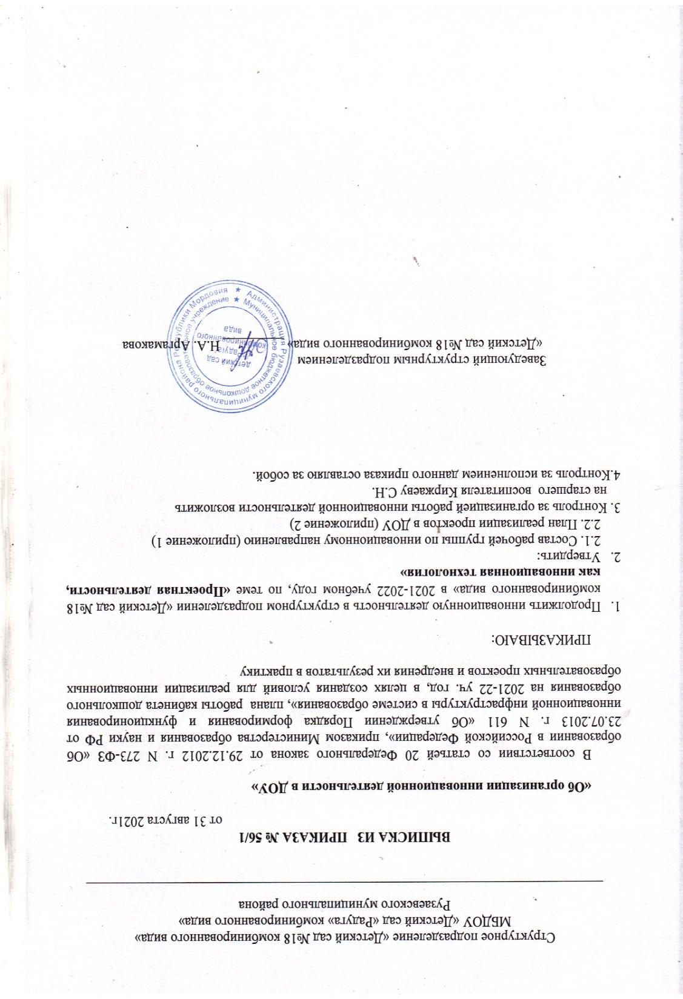 Структурное подразделение «Детский сад №18 комбинированного вида»
МБДОУ «Детский сад «Радуга» комбинированного вида»
Рузаевского муниципального района
ВЫПИСКА ИЗ ПРИКАЗА № 56/1
от 31 августа 2021г.
«Об организации инновационной деятельности в ДОУ»
В соответствии со статьей 20 Федерального закона от 29.12.2012 г. N 273-ФЗ «Об
образовании в Российской Федерации», приказом Министерства образования и науки РФ от
23.07.2013 г. N 611 «Об утверждении Порядка формирования и функционирования
инновационной инфраструктуры в системе образования», плана работы кабинета дошкольного
образования на 2021-22 уч. год, в целях создания условий для реализации инновационных
образовательных проектов и внедрения их результатов в практику
ПРИКАЗЫВАЮ:
1. Продолжить инновационную деятельность в структурном подразделении «Детский сад №18
комбинированного вида» в 2021-2022 учебном году, по теме «Проектная деятельности,
как инновационная технология»
2. Утвердить:
2.1. Состав рабочей группы по инновационному направлению (приложение 1)
2.2. План реализации проектов в ДОУ (приложение 2)
3. Контроль за организацией работы инновационной деятельности возложить
на старшего воспитателя Киржаеву С.Н.
4.Контроль за исполнением данного приказа оставляю за собой.
Заведующий структурным подразделением
«Детский сад №18 комбинированного вида» Н.А. Аргамакова
Администрация Рузаевского муниципального района Республики Мордовия
Муниципальное бюджетное дошкольное образовательное учреждение
детский сад
"Радуга"
комбинированного
вида